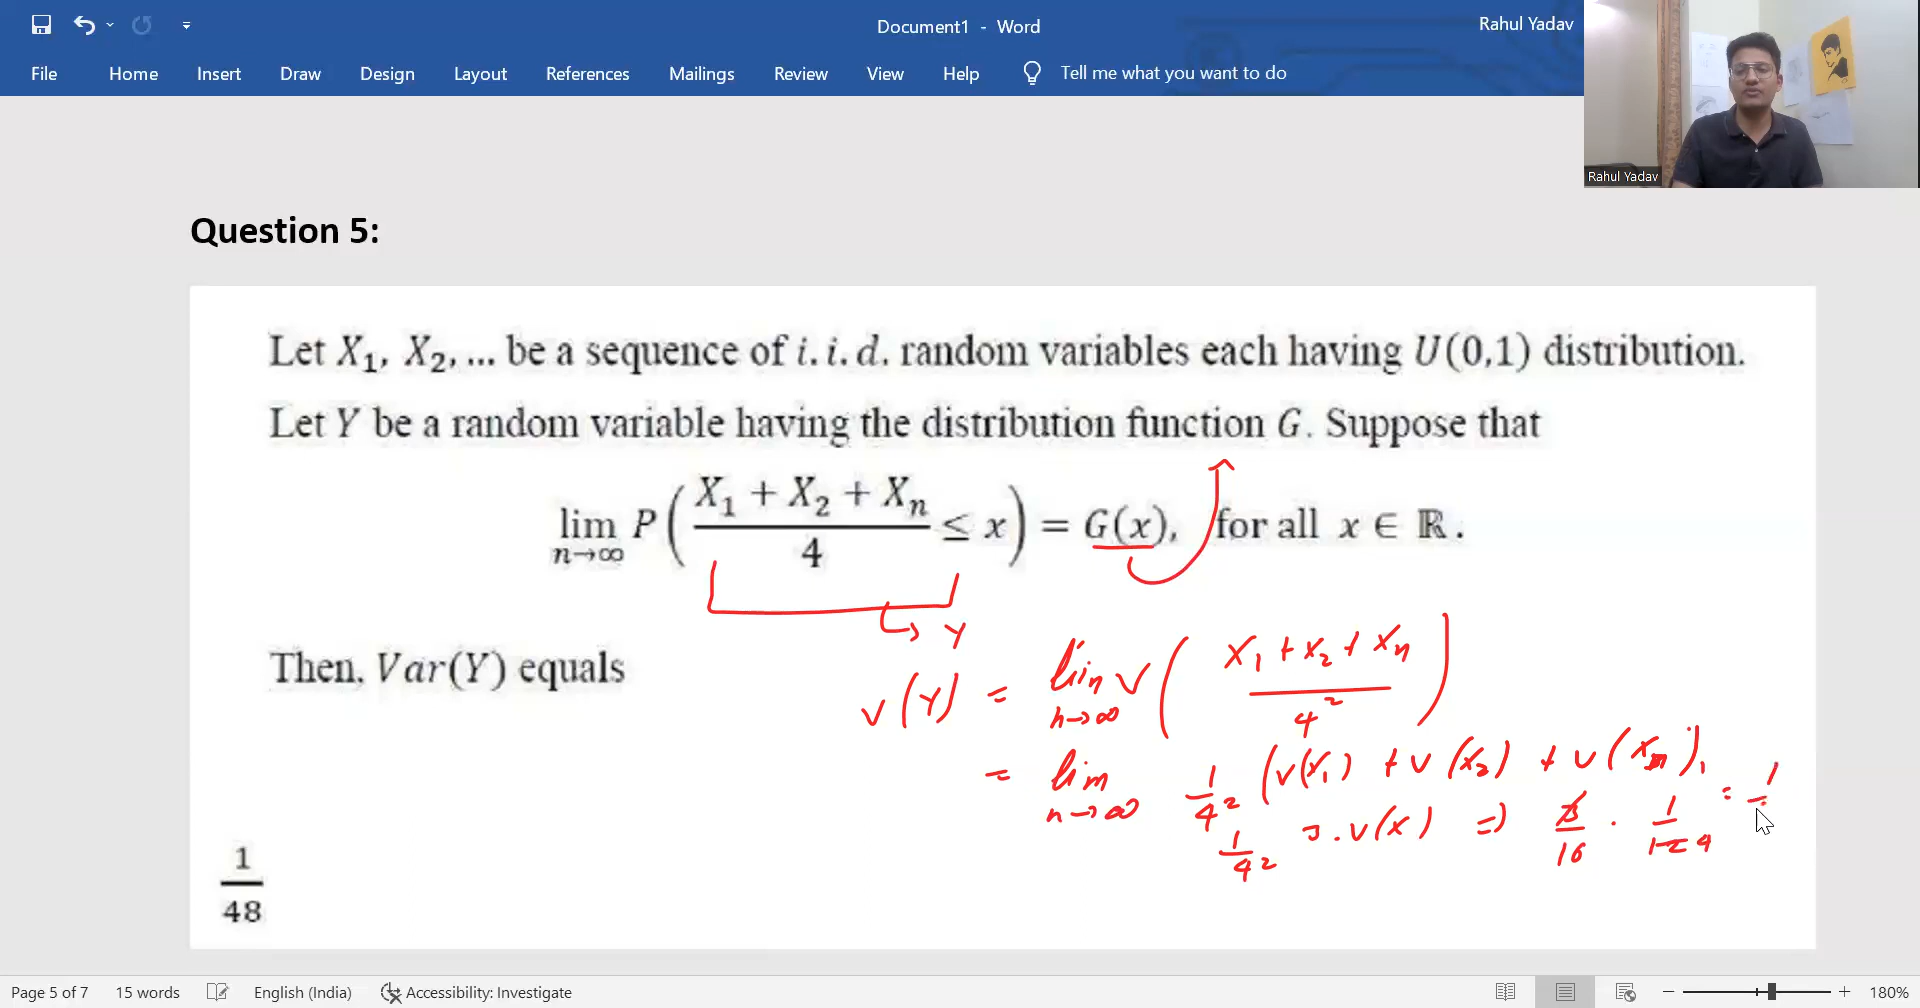 Document1 - Word
Rahul Yadav
File Home Insert Draw Design Layout References Mailings Review View Help Tell me what you want to do
Rahul Yadav
Question 5:
Let X₁, X₂, ... be a sequence of i. i. d. random variables each having U(0,1) distribution.
Let Y be a random variable having the distribution function G. Suppose that
lim n→∞ P( (X₁ + X₂ + Xₙ)/4 ≤ x ) = G(x), for all x ∈ ℝ.
↳ Y
Then, Var(Y) equals
V(Y) = lim n→∞ V( (X₁ + X₂ + Xₙ)/4² )
= lim n→∞ 1/4² (V(X₁) + V(X₂) + V(Xₙ))
1/4² 3.V(X) ⇒ 3/16 · 1/12 4 = 1/
1/48
Page 5 of 7 15 words English (India) Accessibility: Investigate 180%